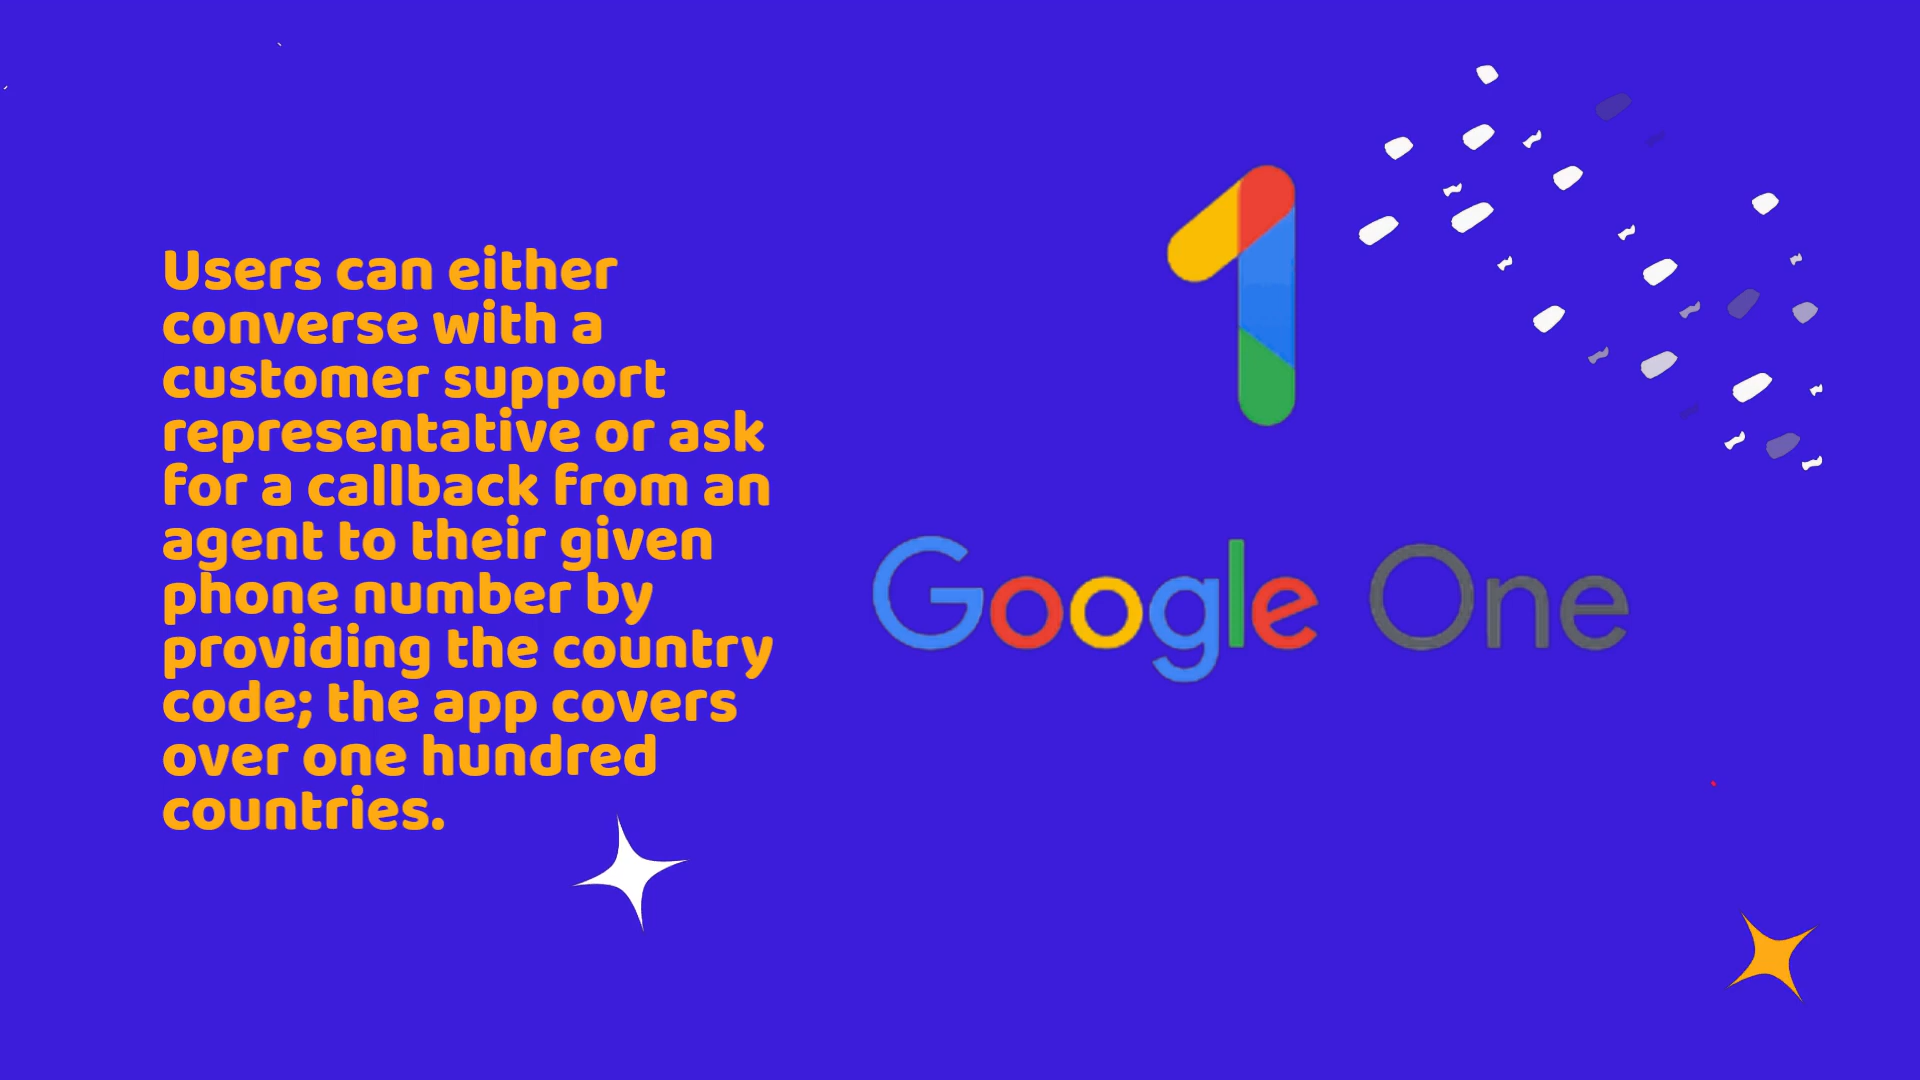 Users can either
converse with a
customer support
representative or ask
for a callback from an
agent to their given
phone number by
providing the country
code; the app covers
over one hundred
countries.
1
Google One